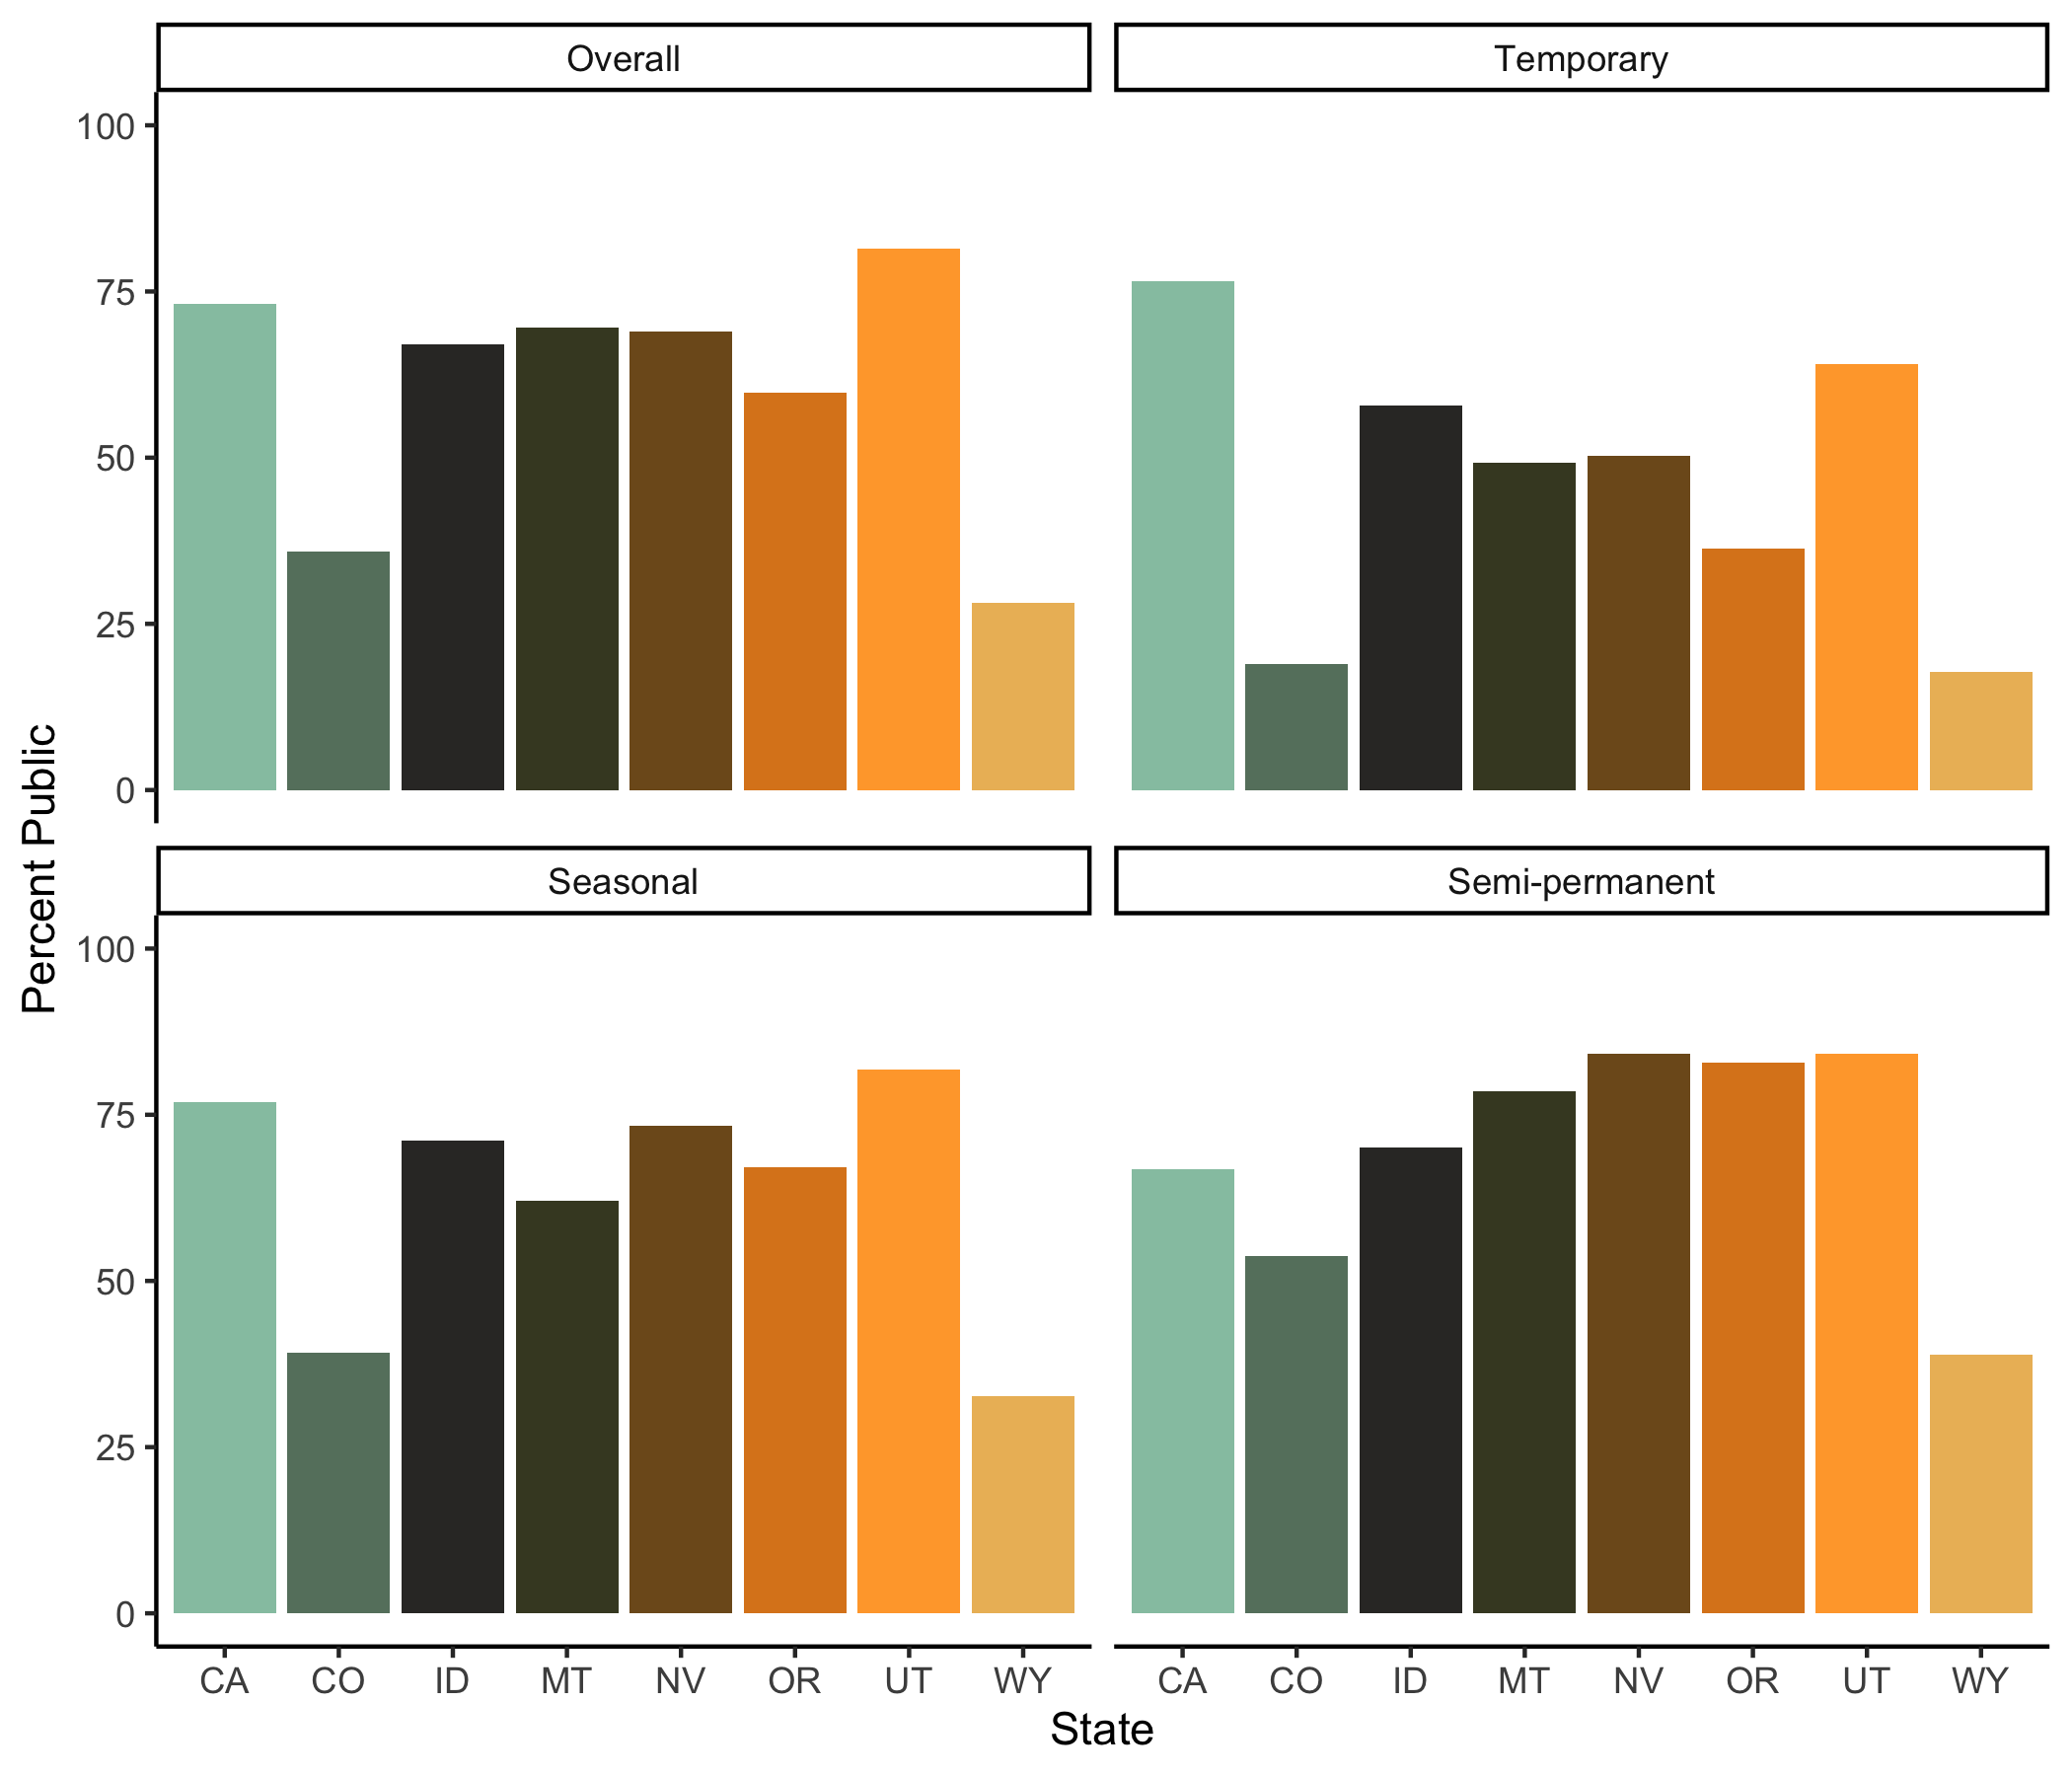 Overall
Temporary
100
75
50
25
0
Percent Public
Seasonal
Semi-permanent
100
75
50
25
0
CA CO ID MT NV OR UT WY CA CO ID MT NV OR UT WY
State